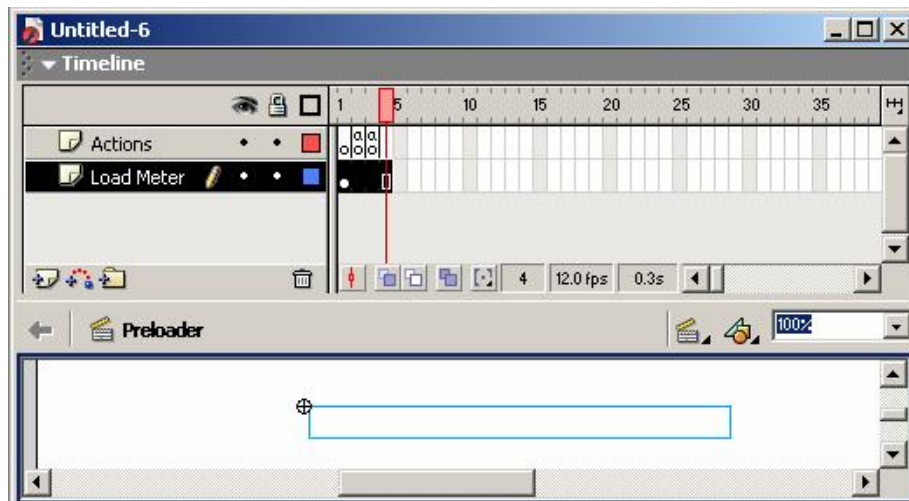 Untitled-6
Timeline
1 5 10 15 20 25 30 35
Actions
a a
Load Meter
4 12.0 fps 0.3s
Preloader
100%